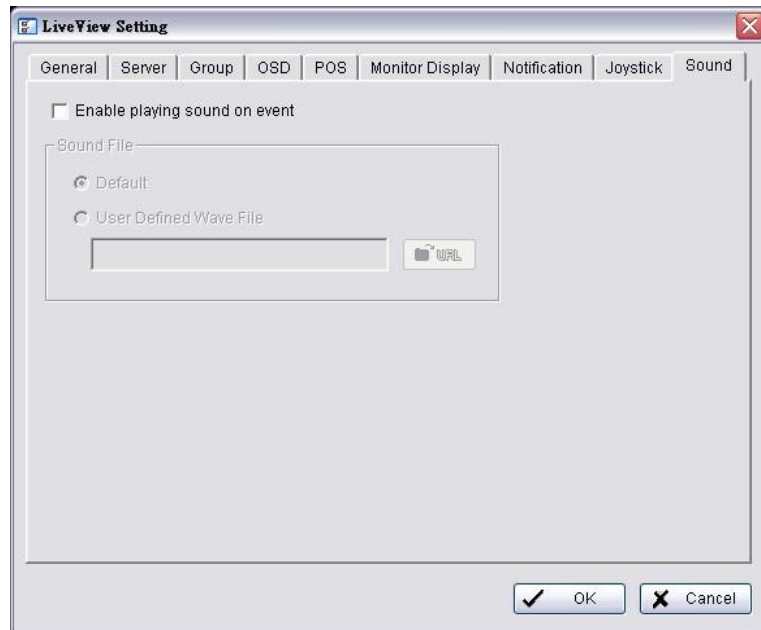 LiveView Setting
General Server Group OSD POS Monitor Display Notification Joystick Sound
Enable playing sound on event
Sound File
Default
User Defined Wave File
URL
OK Cancel